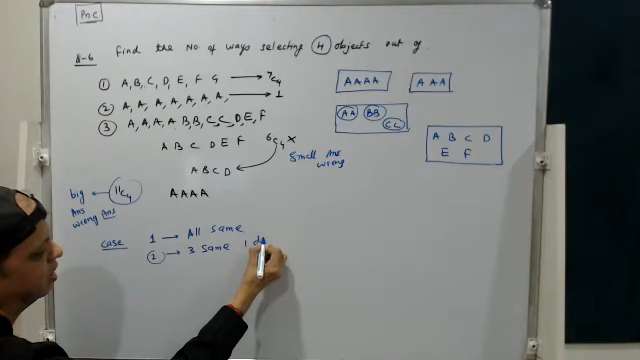 PnC
8-6 Find the No of ways selecting 4 objects out of.
① A, B, C, D, E, F G → ⁷C₄
② A, A, A, A, A, A, A, → 1
③ A, A, A, A B, B, C, C, D E, F
A B C D E F ⁶C₄ X
A B C D
Small Ans
wrong
big ← ¹¹C₄
Ans
wrong Ans
A A A A
case 1 → All same
② → 3 same 1 d
AAAA
AAA
AA BB
CC
A B C D
E F